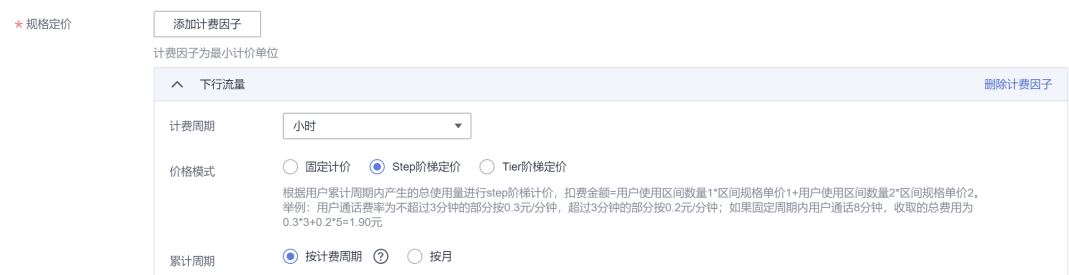 * 规格定价 添加计费因子
计费因子为最小计价单位
下行流量 删除计费因子
计费周期 小时
价格模式 固定计价 Step阶梯定价 Tier阶梯定价
根据用户累计周期内产生的总使用量进行step阶梯计价，扣费金额=用户使用区间数量1*区间规格单价1+用户使用区间数量2*区间规格单价2。
举例：用户通话费率为不超过3分钟的部分按0.3元/分钟，超过3分钟的部分按0.2元/分钟；如果固定周期内用户通话8分钟，收取的总费用为
0.3*3+0.2*5=1.90元
累计周期 按计费周期 ? 按月